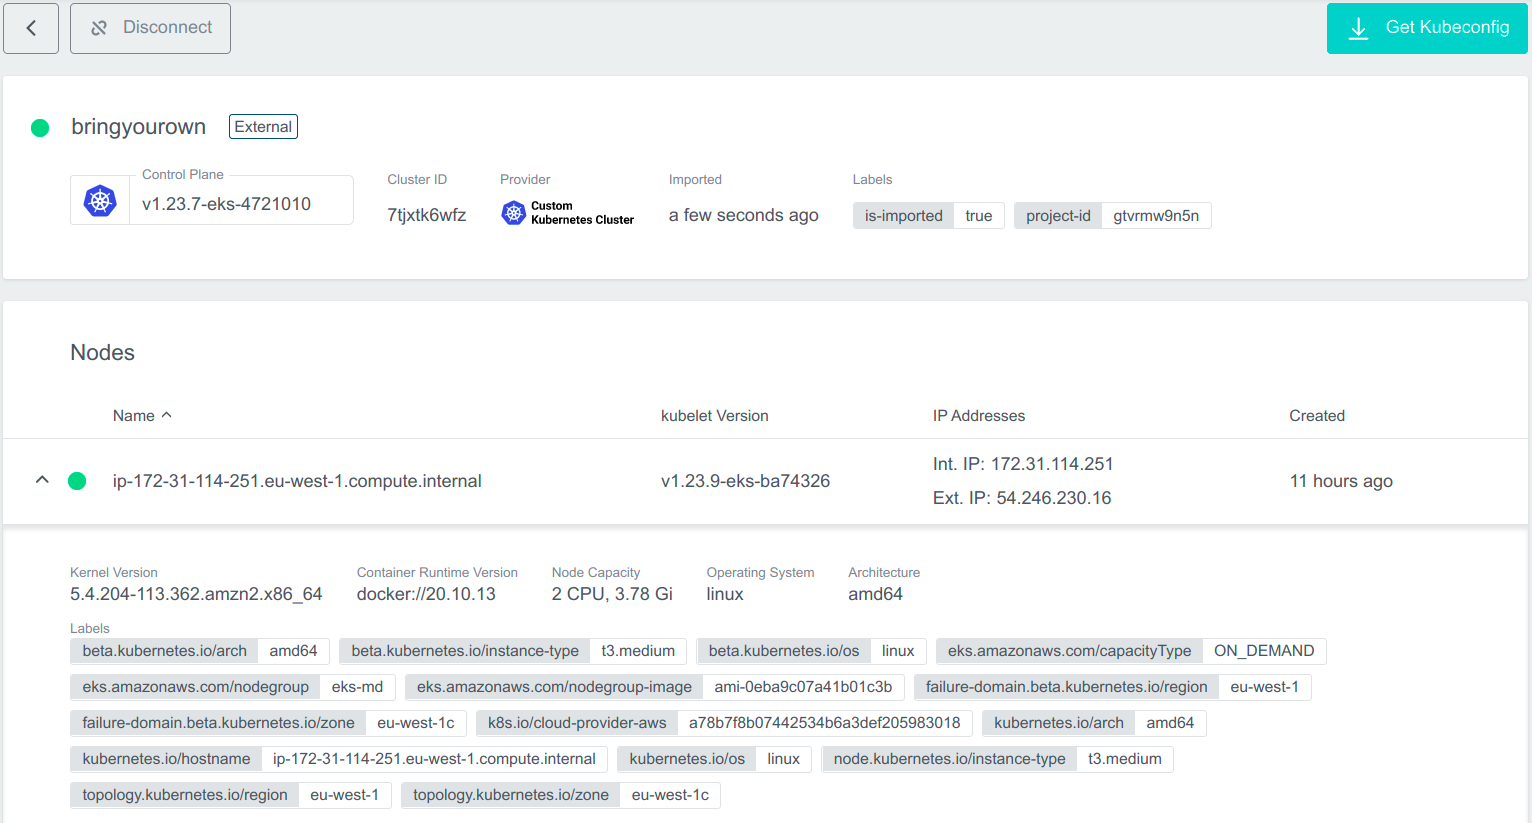 Disconnect
Get Kubeconfig
bringyourown External
Control Plane
v1.23.7-eks-4721010
Cluster ID
7tjxtk6wfz
Provider
Custom
Kubernetes Cluster
Imported
a few seconds ago
Labels
is-imported true project-id gtvrmw9n5n
Nodes
Name kubelet Version IP Addresses Created
ip-172-31-114-251.eu-west-1.compute.internal v1.23.9-eks-ba74326
Int. IP: 172.31.114.251
Ext. IP: 54.246.230.16
11 hours ago
Kernel Version
5.4.204-113.362.amzn2.x86_64
Container Runtime Version
docker://20.10.13
Node Capacity
2 CPU, 3.78 Gi
Operating System
linux
Architecture
amd64
Labels
beta.kubernetes.io/arch amd64 beta.kubernetes.io/instance-type t3.medium beta.kubernetes.io/os linux eks.amazonaws.com/capacityType ON_DEMAND
eks.amazonaws.com/nodegroup eks-md eks.amazonaws.com/nodegroup-image ami-0eba9c07a41b01c3b failure-domain.beta.kubernetes.io/region eu-west-1
failure-domain.beta.kubernetes.io/zone eu-west-1c k8s.io/cloud-provider-aws a78b7f8b07442534b6a3def205983018 kubernetes.io/arch amd64
kubernetes.io/hostname ip-172-31-114-251.eu-west-1.compute.internal kubernetes.io/os linux node.kubernetes.io/instance-type t3.medium
topology.kubernetes.io/region eu-west-1 topology.kubernetes.io/zone eu-west-1c